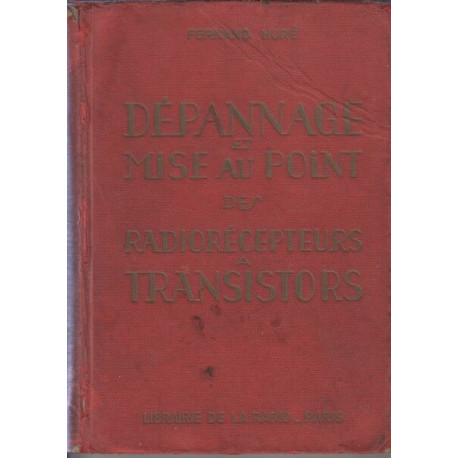 FERNAND HURÉ
DÉPANNAGE
ET
MISE AU POINT
DES
RADIORÉCEPTEURS
A
TRANSISTORS
LIBRAIRIE DE LA RADIO _ PARIS